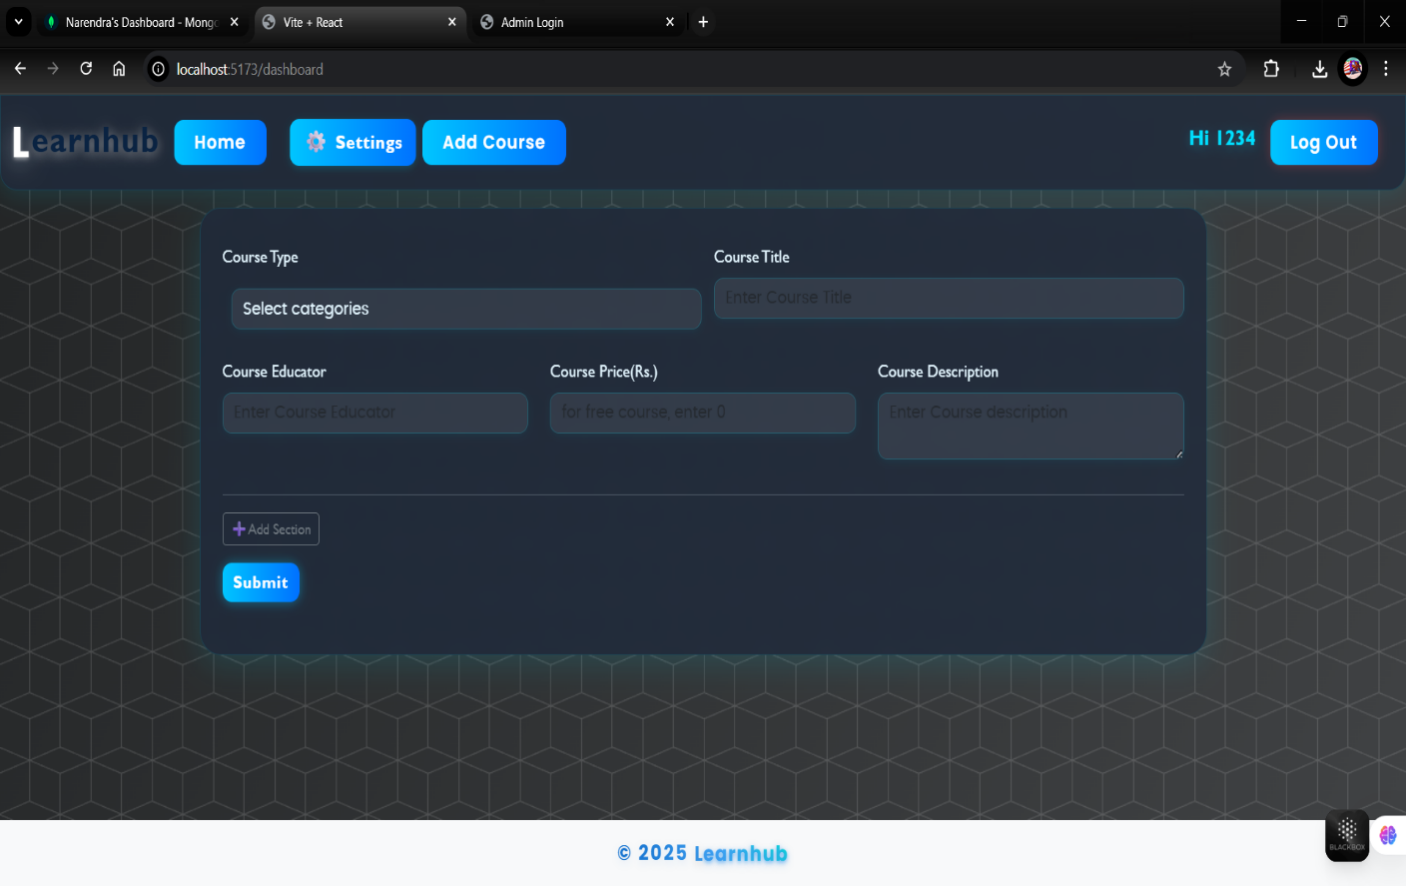 Narendra's Dashboard - Mong
Vite + React
Admin Login
localhost:5173/dashboard
Learnhub
Home
⚙️ Settings
Add Course
Hi 1234
Log Out
Course Type
Course Title
Select categories
Enter Course Title
Course Educator
Course Price(Rs.)
Course Description
Enter Course Educator
for free course, enter 0
Enter Course description
➕ Add Section
Submit
BLACKBOX
© 2025 Learnhub